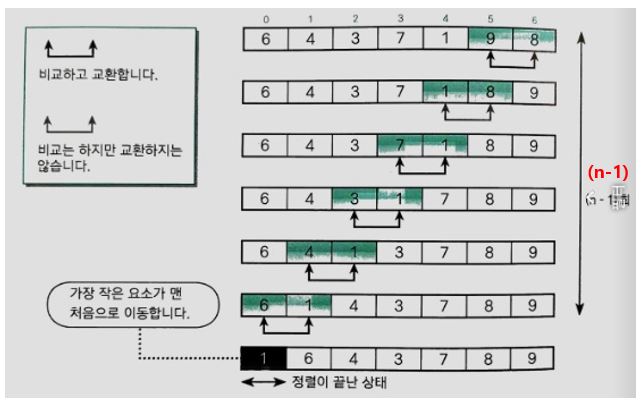 비교하고 교환합니다.
비교는 하지만 교환하지는
않습니다.
0 1 2 3 4 5 6
6 4 3 7 1 9 8
6 4 3 7 1 8 9
6 4 3 7 1 8 9
6 4 3 1 7 8 9
6 4 1 3 7 8 9
6 1 4 3 7 8 9
1 6 4 3 7 8 9
(n-1)
(n - 1)회
가장 작은 요소가 맨
처음으로 이동합니다.
정렬이 끝난 상태